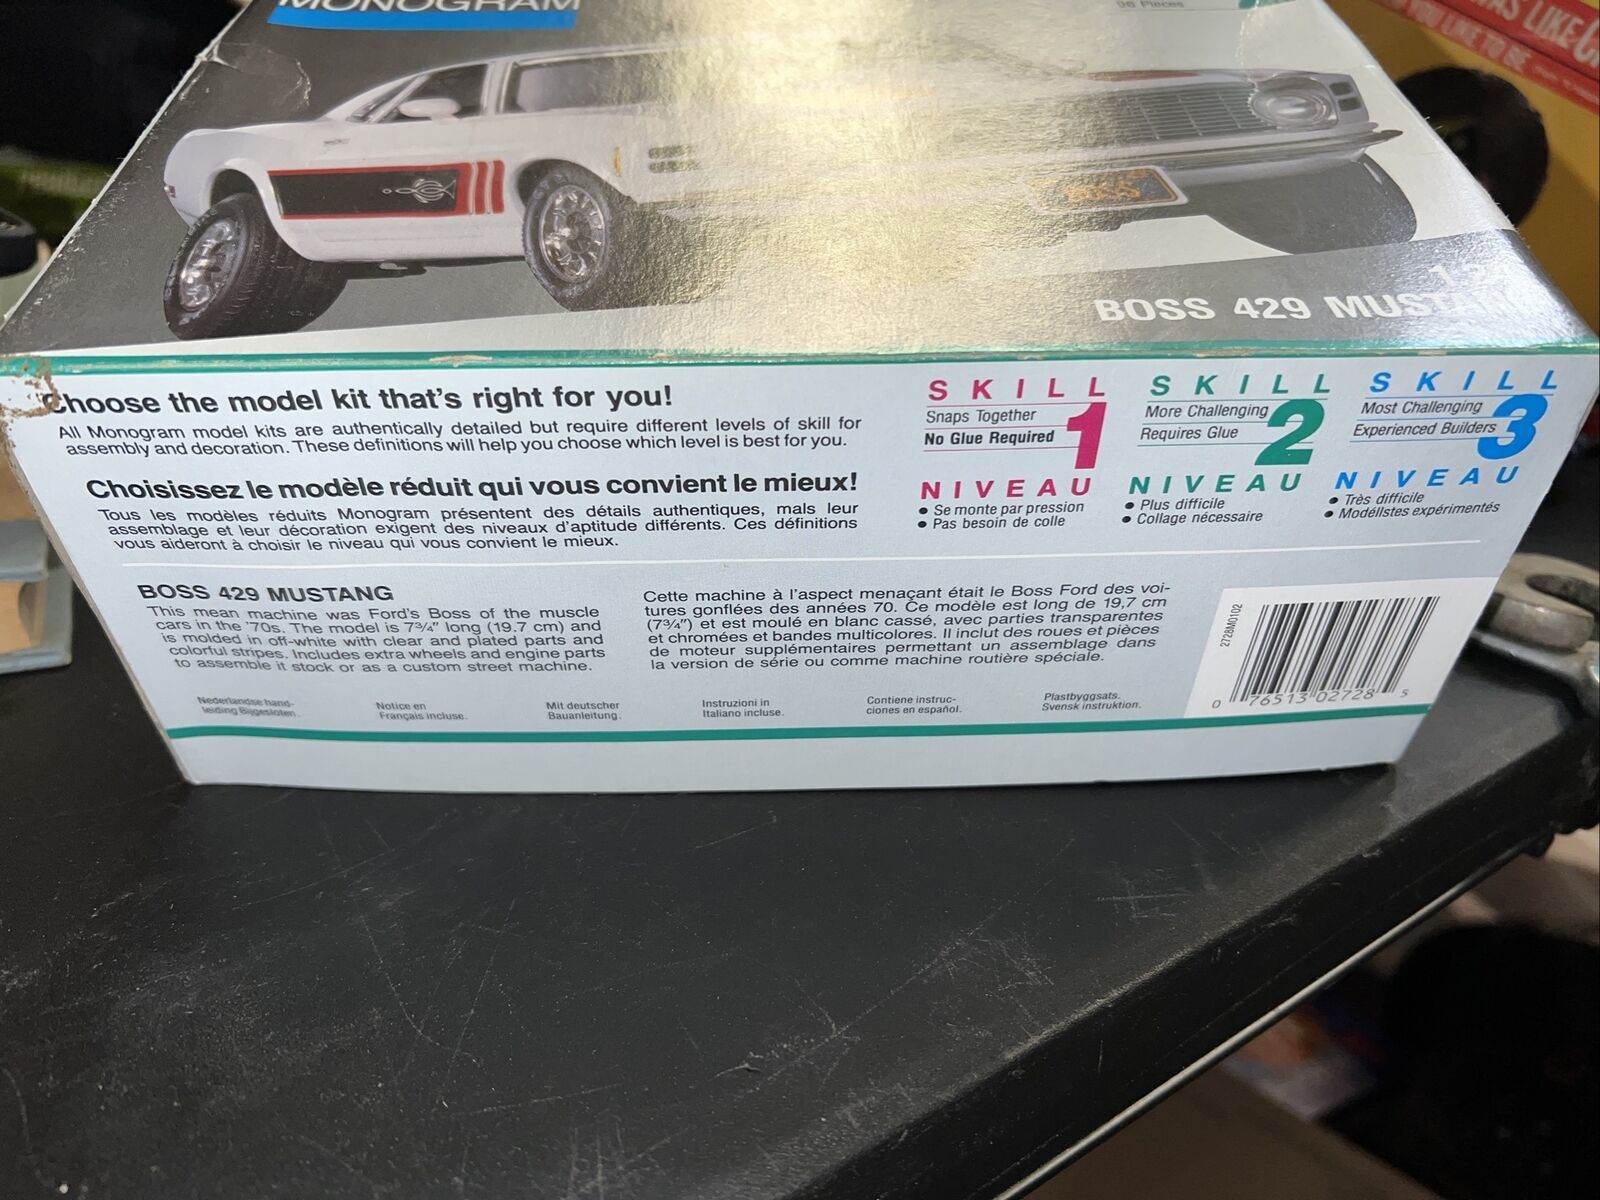 MONOGRAM
96 Pieces
BOSS
BOSS 429 MUSTANG
Choose the model kit that's right for you!
All Monogram model kits are authentically detailed but require different levels of skill for
assembly and decoration. These definitions will help you choose which level is best for you.
Choisissez le modèle réduit qui vous convient le mieux!
Tous les modèles réduits Monogram présentent des détails authentiques, mais leur
assemblage et leur décoration exigent des niveaux d'aptitude différents. Ces définitions
vous aideront à choisir le niveau qui vous convient le mieux.
SKILL 1
Snaps Together
No Glue Required
NIVEAU
• Se monte par pression
• Pas besoin de colle
SKILL 2
More Challenging
Requires Glue
NIVEAU
• Plus difficile
• Collage nécessaire
SKILL 3
Most Challenging
Experienced Builders
NIVEAU
• Très difficile
• Modélistes expérimentés
BOSS 429 MUSTANG
This mean machine was Ford's Boss of the muscle
cars in the '70s. The model is 7¾" long (19.7 cm) and
is molded in off-white with clear and plated parts and
colorful stripes. Includes extra wheels and engine parts
to assemble it stock or as a custom street machine.
Cette machine à l'aspect menaçant était le Boss Ford des voi-
tures gonflées des années 70. Ce modèle est long de 19,7 cm
(7¾") et est moulé en blanc cassé, avec parties transparentes
et chromées et bandes multicolores. Il inclut des roues et pièces
de moteur supplémentaires permettant un assemblage dans
la version de série ou comme machine routière spéciale.
2728M0102
0 76513 02728 5
Nederlandse hand-
leiding Bijgesloten.
Notice en
Français incluse.
Mit deutscher
Bauanleitung.
Instruzioni in
Italiano incluse.
Contiene instruc-
ciones en español.
Plastbyggsats.
Svensk instruktion.
WAS LIKE
YOU LIKE TO BE